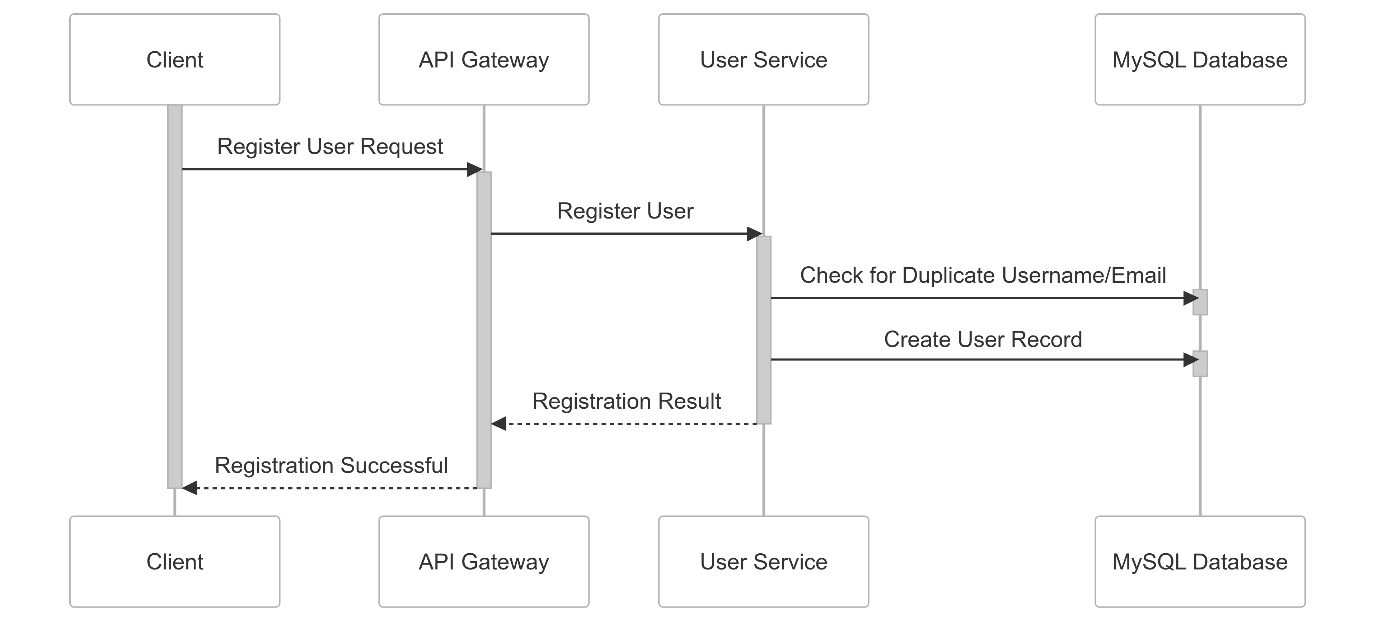 Client
API Gateway
User Service
MySQL Database
Register User Request
Register User
Check for Duplicate Username/Email
Create User Record
Registration Result
Registration Successful
Client
API Gateway
User Service
MySQL Database